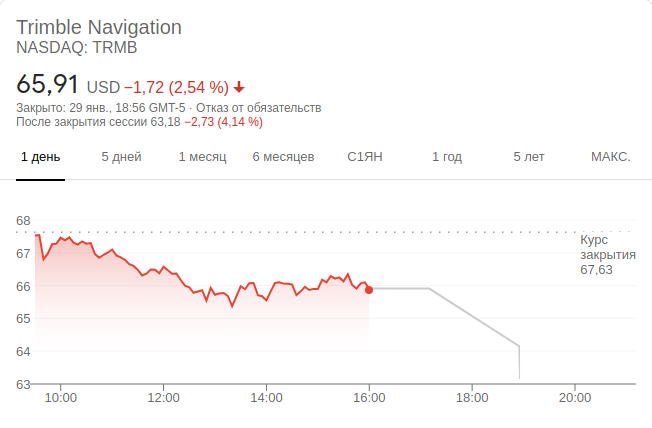 Trimble Navigation
NASDAQ: TRMB
65,91 USD −1,72 (2,54 %)
Закрыто: 29 янв., 18:56 GMT-5 · Отказ от обязательств
После закрытия сессии 63,18 −2,73 (4,14 %)
1 день 5 дней 1 месяц 6 месяцев С1ЯН 1 год 5 лет МАКС.
68
Курс
67
закрытия
67,63
66
65
64
63
10:00 12:00 14:00 16:00 18:00 20:00